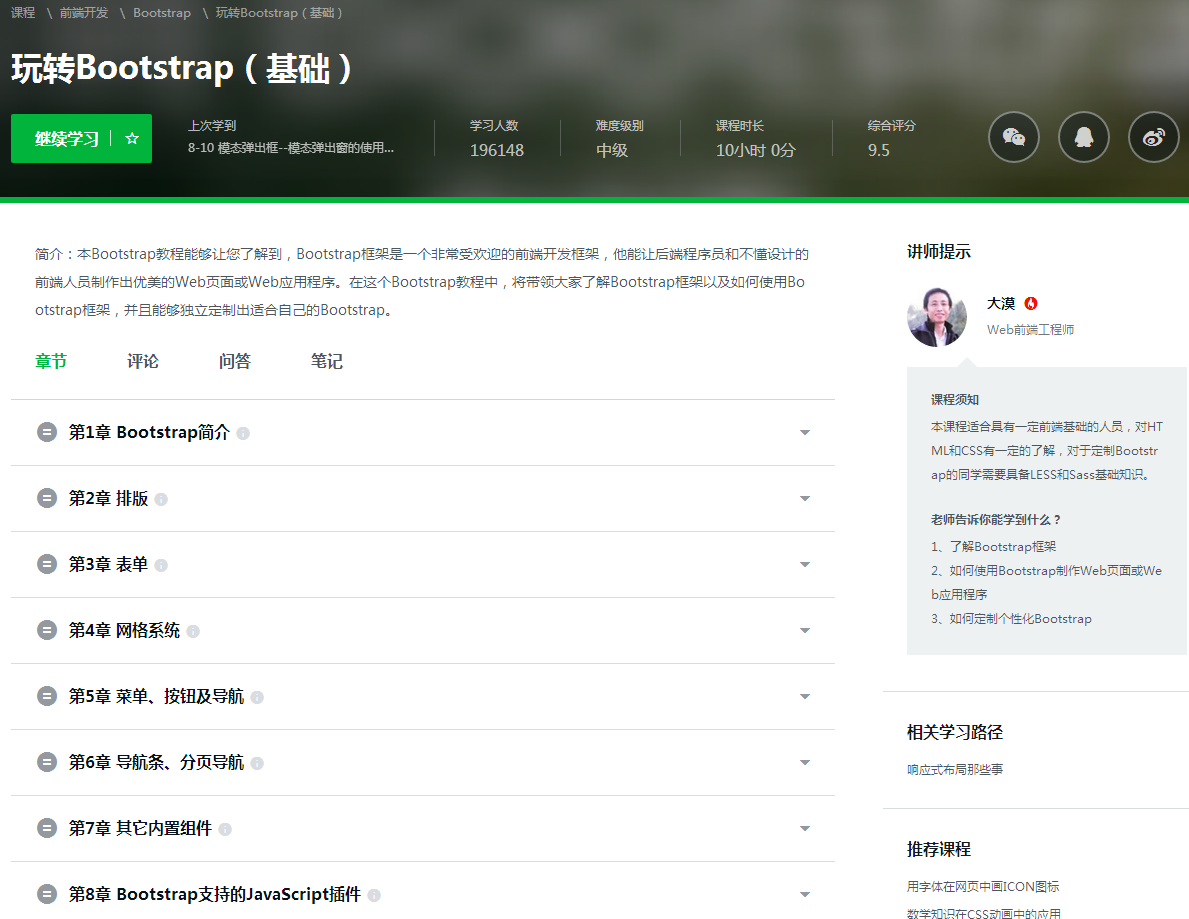 课程 \ 前端开发 \ Bootstrap \ 玩转Bootstrap（基础）
玩转Bootstrap（基础）
继续学习
上次学到
8-10 模态弹出框--模态弹出窗的使用...
学习人数
196148
难度级别
中级
课程时长
10小时 0分
综合评分
9.5
简介：本Bootstrap教程能够让您了解到，Bootstrap框架是一个非常受欢迎的前端开发框架，他能让后端程序员和不懂设计的
前端人员制作出优美的Web页面或Web应用程序。在这个Bootstrap教程中，将带领大家了解Bootstrap框架以及如何使用Bo
otstrap框架，并且能够独立定制出适合自己的Bootstrap。
章节 评论 问答 笔记
第1章 Bootstrap简介
第2章 排版
第3章 表单
第4章 网格系统
第5章 菜单、按钮及导航
第6章 导航条、分页导航
第7章 其它内置组件
第8章 Bootstrap支持的JavaScript插件
讲师提示
大漠
Web前端工程师
课程须知
本课程适合具有一定前端基础的人员，对HT
ML和CSS有一定的了解，对于定制Bootstr
ap的同学需要具备LESS和Sass基础知识。
老师告诉你能学到什么？
1、了解Bootstrap框架
2、如何使用Bootstrap制作Web页面或We
b应用程序
3、如何定制个性化Bootstrap
相关学习路径
响应式布局那些事
推荐课程
用字体在网页中画ICON图标
数学知识在CSS动画中的应用